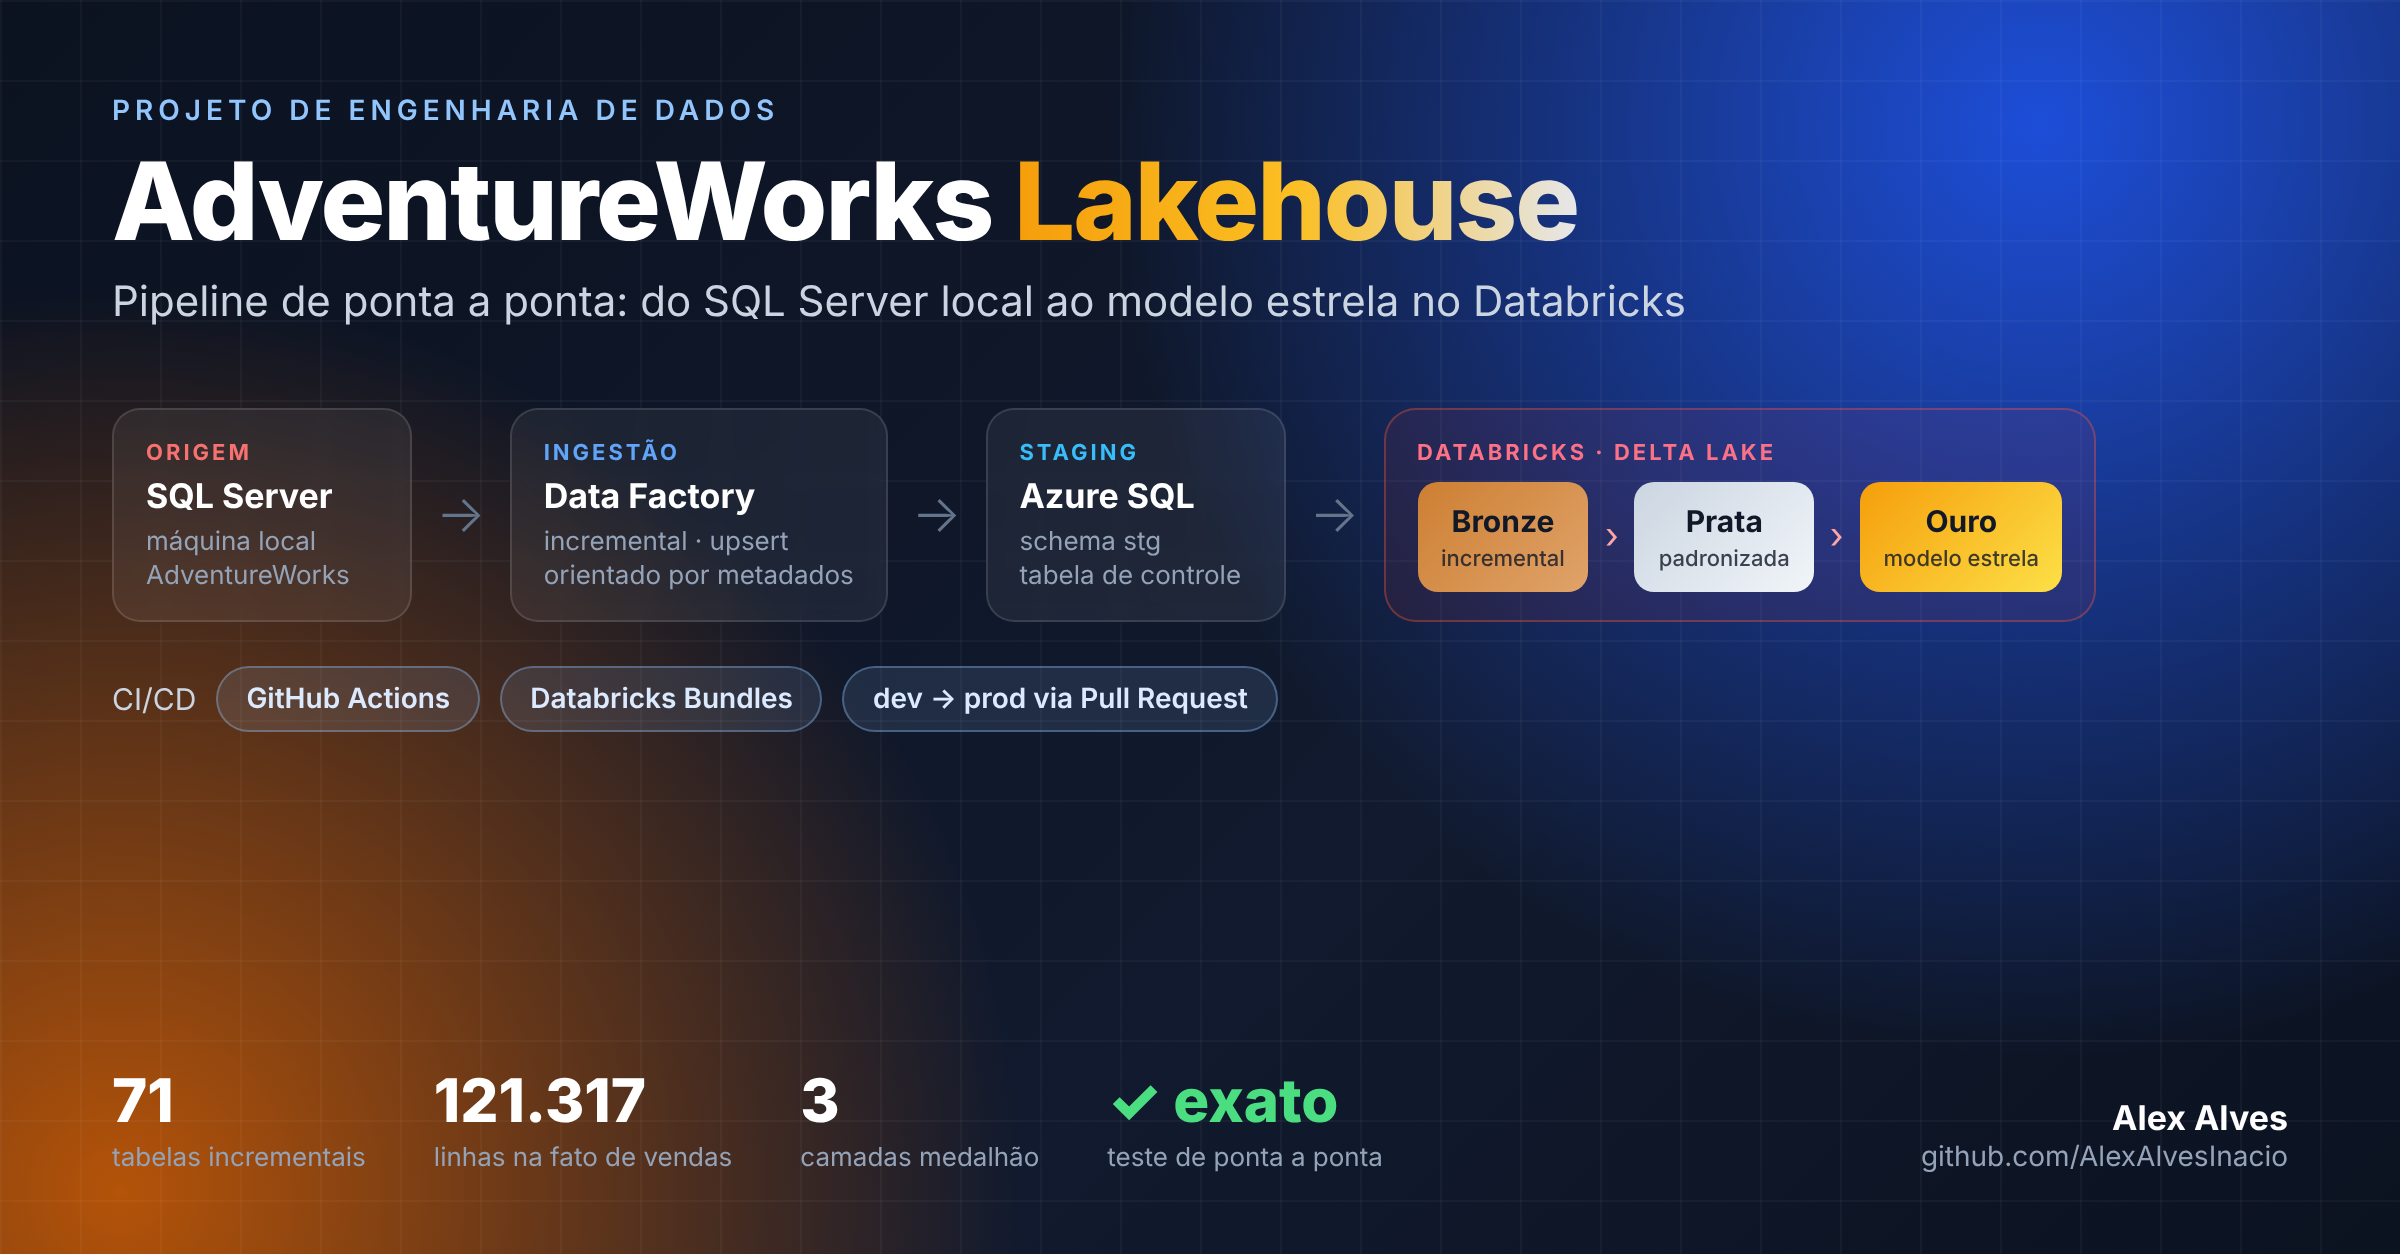 PROJETO DE ENGENHARIA DE DADOS
AdventureWorks Lakehouse
Pipeline de ponta a ponta: do SQL Server local ao modelo estrela no Databricks
ORIGEM
SQL Server
máquina local
AdventureWorks
→
INGESTÃO
Data Factory
incremental · upsert
orientado por metadados
→
STAGING
Azure SQL
schema stg
tabela de controle
→
DATABRICKS · DELTA LAKE
Bronze
incremental
›
Prata
padronizada
›
Ouro
modelo estrela
CI/CD
GitHub Actions
Databricks Bundles
dev → prod via Pull Request
71
tabelas incrementais
121.317
linhas na fato de vendas
3
camadas medalhão
✓ exato
teste de ponta a ponta
Alex Alves
github.com/AlexAlvesInacio